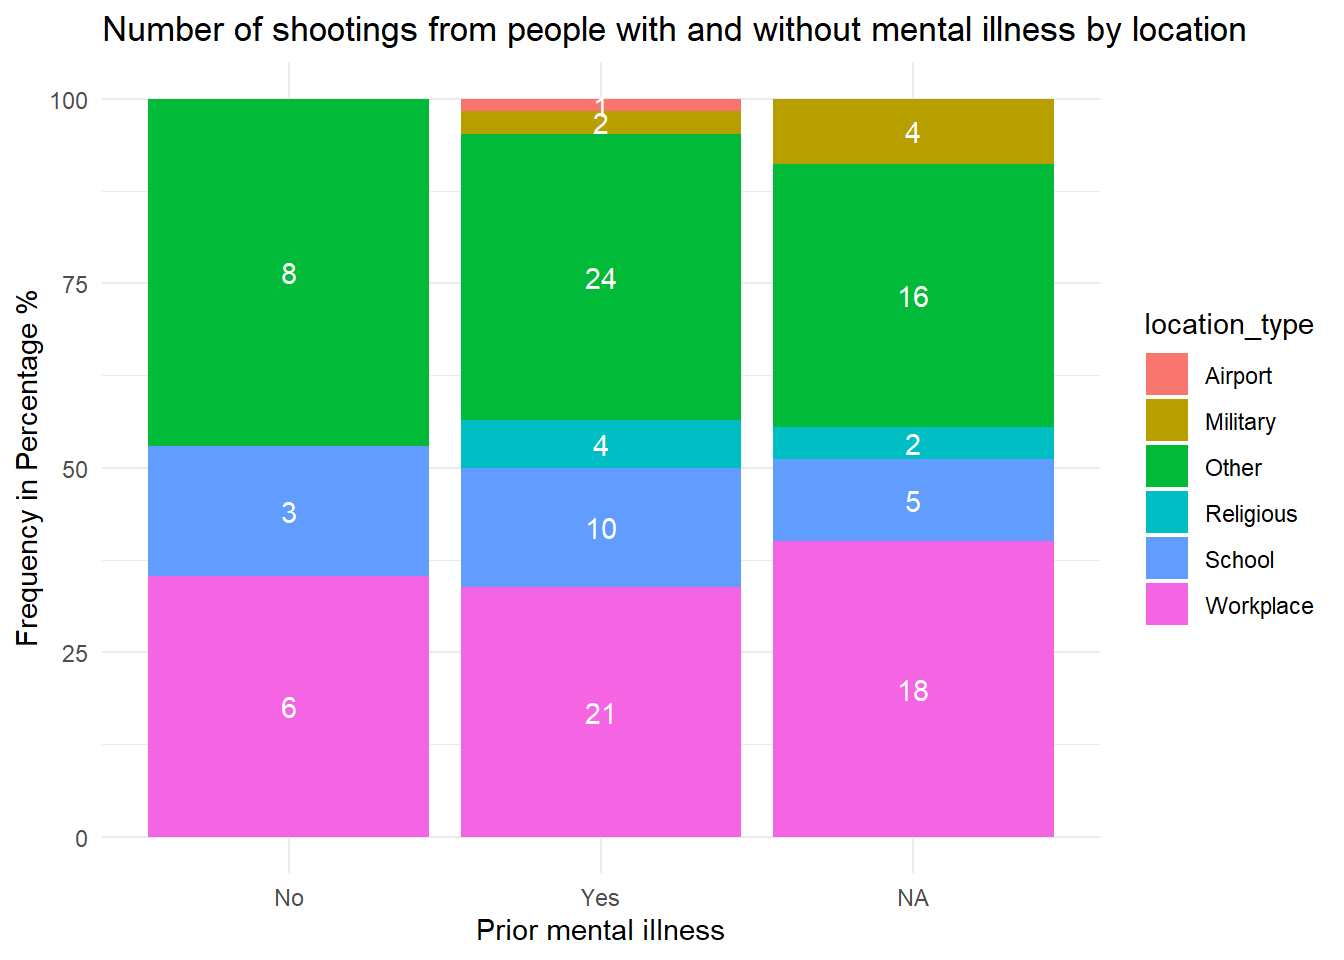 Number of shootings from people with and without mental illness by location
Frequency in Percentage %
100
75
50
25
0
8
3
6
1
2
24
4
10
21
4
16
2
5
18
No
Yes
NA
Prior mental illness
location_type
Airport
Military
Other
Religious
School
Workplace